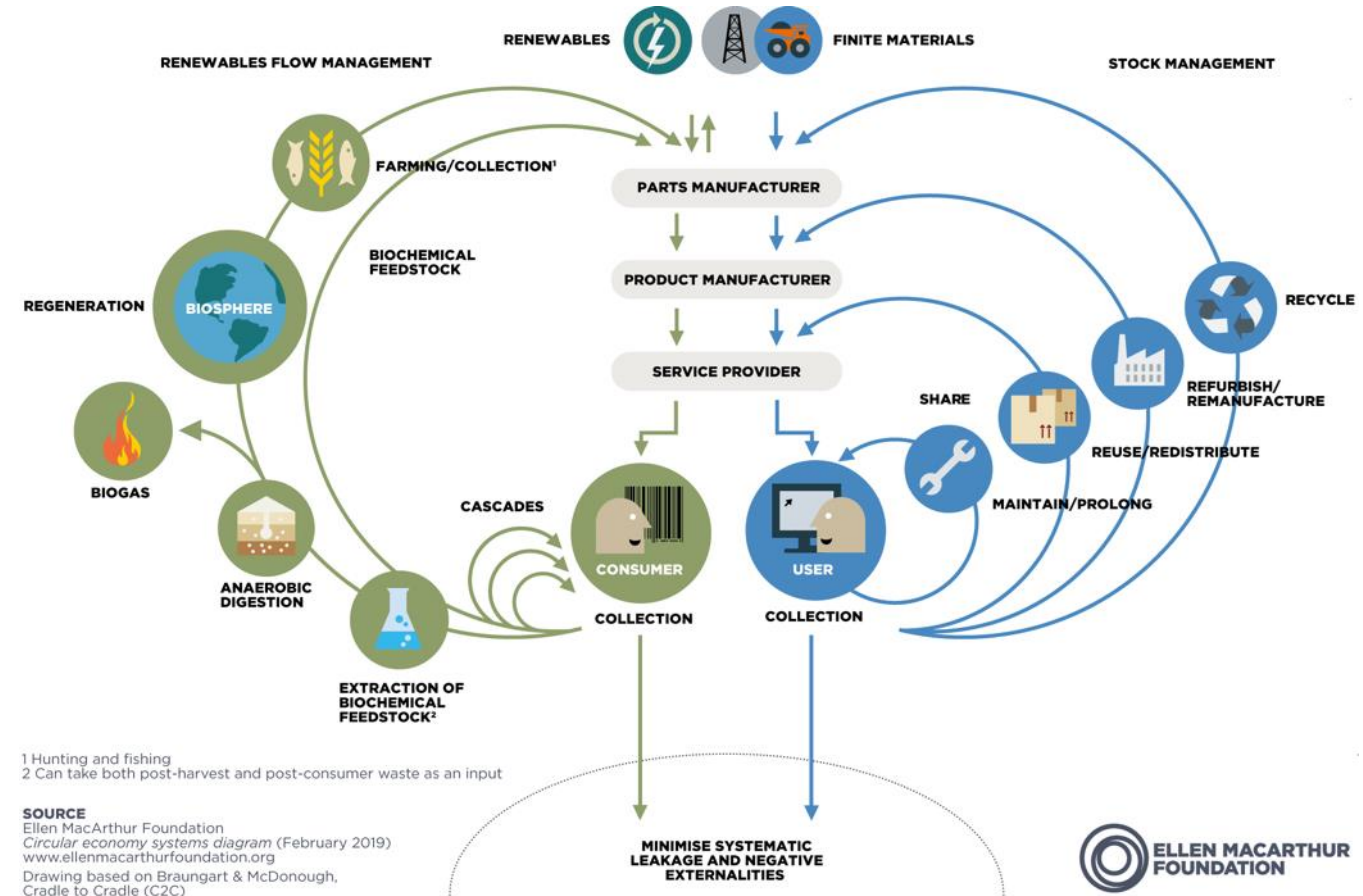 RENEWABLES
FINITE MATERIALS
RENEWABLES FLOW MANAGEMENT
STOCK MANAGEMENT
FARMING/COLLECTION¹
PARTS MANUFACTURER
BIOCHEMICAL
FEEDSTOCK
PRODUCT MANUFACTURER
REGENERATION
BIOSPHERE
RECYCLE
SERVICE PROVIDER
SHARE
REFURBISH/
REMANUFACTURE
REUSE/REDISTRIBUTE
BIOGAS
CASCADES
MAINTAIN/PROLONG
CONSUMER
USER
ANAEROBIC
DIGESTION
COLLECTION
COLLECTION
EXTRACTION OF
BIOCHEMICAL
FEEDSTOCK²
1 Hunting and fishing
2 Can take both post-harvest and post-consumer waste as an input
SOURCE
Ellen MacArthur Foundation
Circular economy systems diagram (February 2019)
www.ellenmacarthurfoundation.org
Drawing based on Braungart & McDonough,
Cradle to Cradle (C2C)
MINIMISE SYSTEMATIC
LEAKAGE AND NEGATIVE
EXTERNALITIES
ELLEN MACARTHUR
FOUNDATION